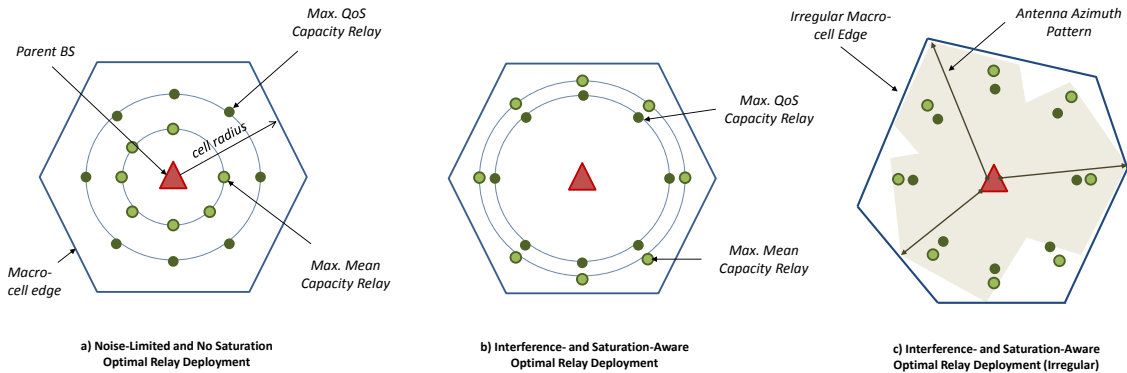 Max. QoS
Capacity Relay
Parent BS
cell radius
Macro-
cell edge
Max. Mean
Capacity Relay
a) Noise-Limited and No Saturation
Optimal Relay Deployment
Max. QoS
Capacity Relay
Max. Mean
Capacity Relay
b) Interference- and Saturation-Aware
Optimal Relay Deployment
Irregular Macro-
cell Edge
Antenna Azimuth
Pattern
c) Interference- and Saturation-Aware
Optimal Relay Deployment (Irregular)